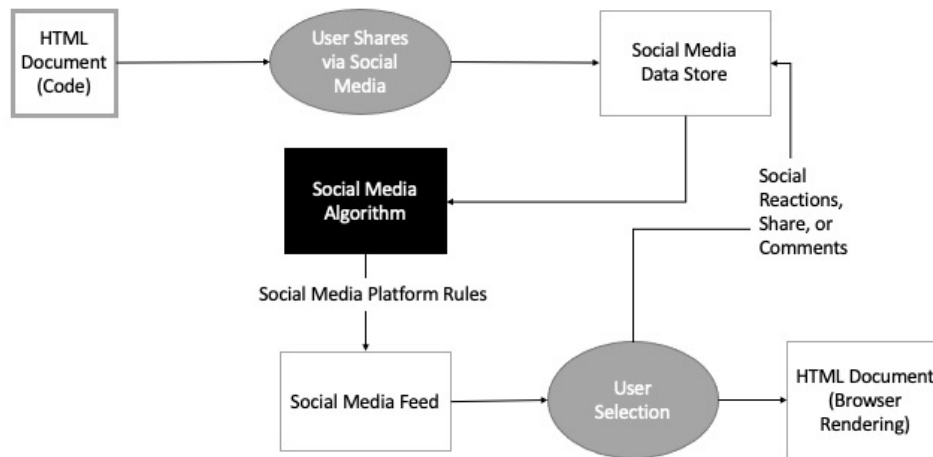 HTML
Document
(Code)
User Shares
via Social
Media
Social Media
Data Store
Social Media
Algorithm
Social
Reactions,
Share, or
Comments
Social Media Platform Rules
Social Media Feed
User
Selection
HTML Document
(Browser
Rendering)